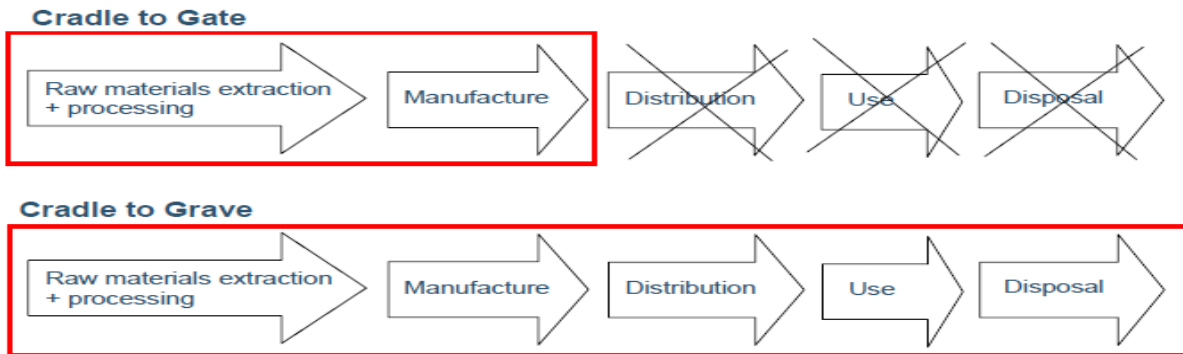 Cradle to Gate
Raw materials extraction
+ processing
Manufacture
Distribution
Use
Disposal
Cradle to Grave
Raw materials extraction
+ processing
Manufacture
Distribution
Use
Disposal